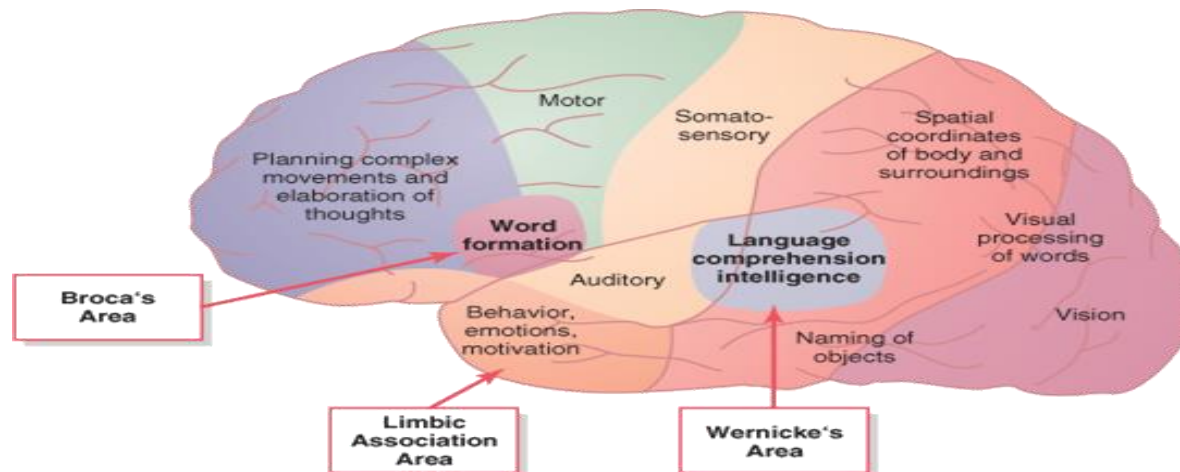 Motor
Somato-
sensory
Spatial
coordinates
of body and
surroundings
Planning complex
movements and
elaboration of
thoughts
Word
formation
Language
comprehension
intelligence
Visual
processing
of words
Auditory
Broca‘s
Area
Behavior,
emotions,
motivation
Vision
Naming of
objects
Limbic
Association
Area
Wernicke‘s
Area